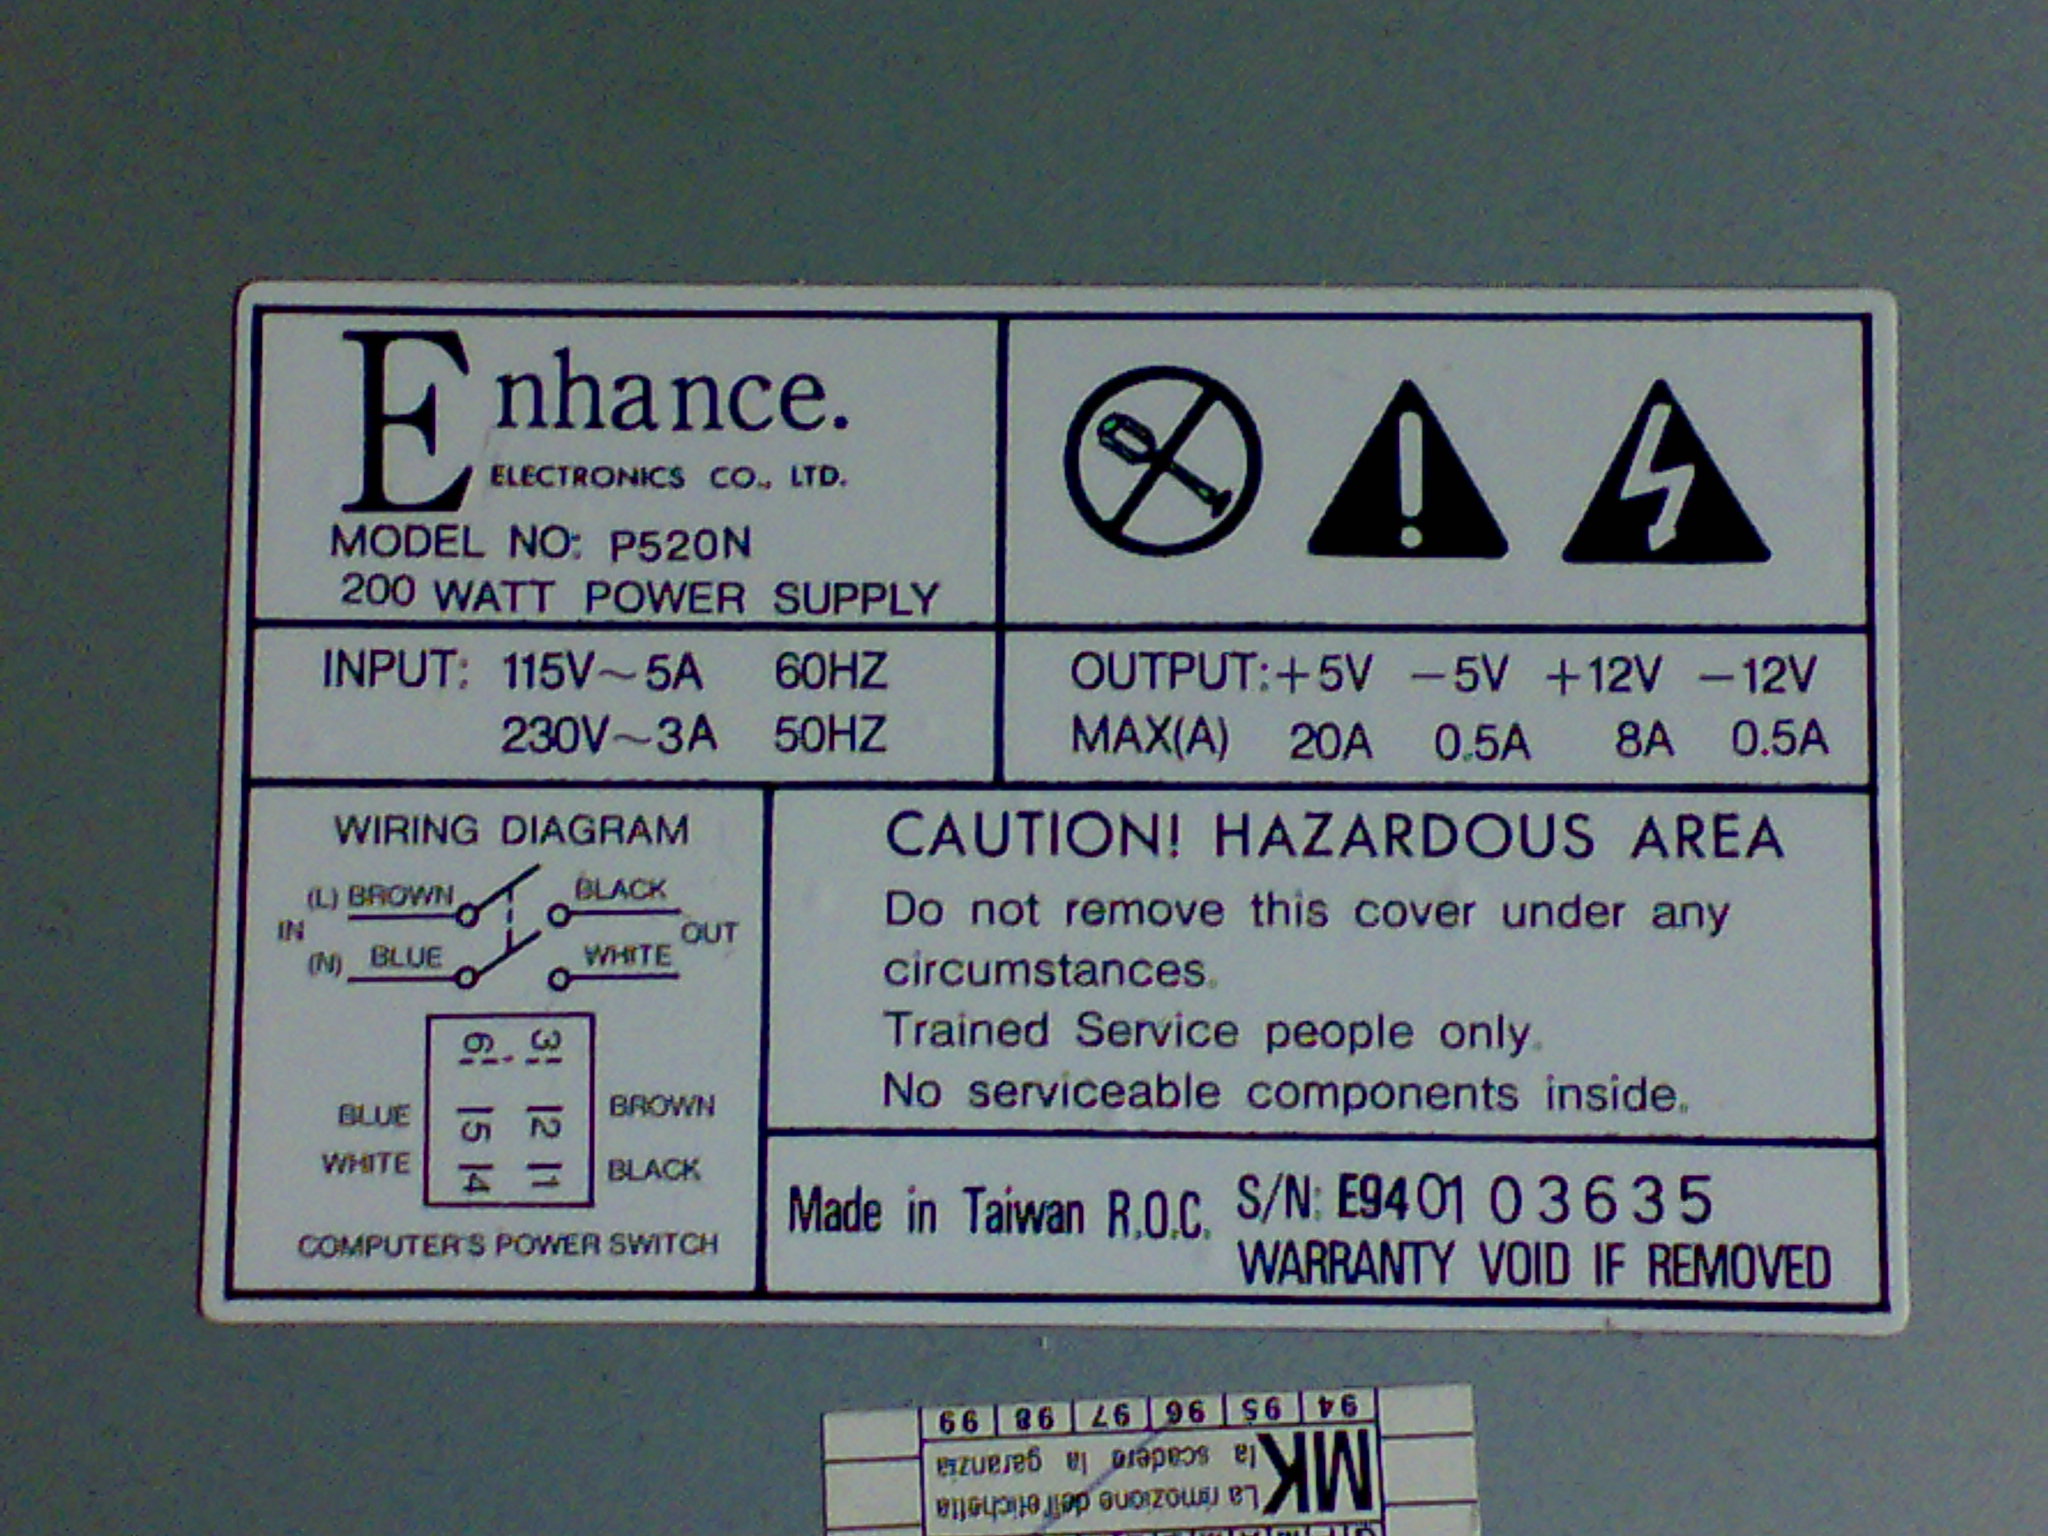 Enhance.
ELECTRONICS CO., LTD.
MODEL NO: P520N
200 WATT POWER SUPPLY
INPUT: 115V~5A 60HZ
230V~3A 50HZ
OUTPUT: +5V -5V +12V -12V
MAX(A) 20A 0.5A 8A 0.5A
WIRING DIAGRAM
(L) BROWN BLACK
IN OUT
(N) BLUE WHITE
6 3
BLUE 5 2 BROWN
WHITE 4 1 BLACK
COMPUTER'S POWER SWITCH
CAUTION! HAZARDOUS AREA
Do not remove this cover under any
circumstances.
Trained Service people only.
No serviceable components inside.
Made in Taiwan R.O.C.
S/N: E9401 03635
WARRANTY VOID IF REMOVED
MK
La rimozione dell'etichetta
fa scadere la garanzia
94 95 96 97 98 99